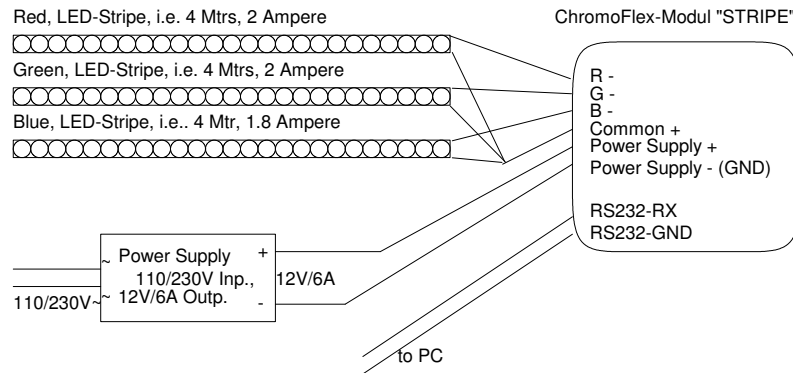 Red, LED-Stripe, i.e. 4 Mtrs, 2 Ampere
ChromoFlex-Modul "STRIPE"
Green, LED-Stripe, i.e. 4 Mtrs, 2 Ampere
Blue, LED-Stripe, i.e.. 4 Mtr, 1.8 Ampere
R -
G -
B -
Common +
Power Supply +
Power Supply - (GND)
RS232-RX
RS232-GND
~ Power Supply +
110/230V Inp., 12V/6A
110/230V~ ~ 12V/6A Outp. -
to PC